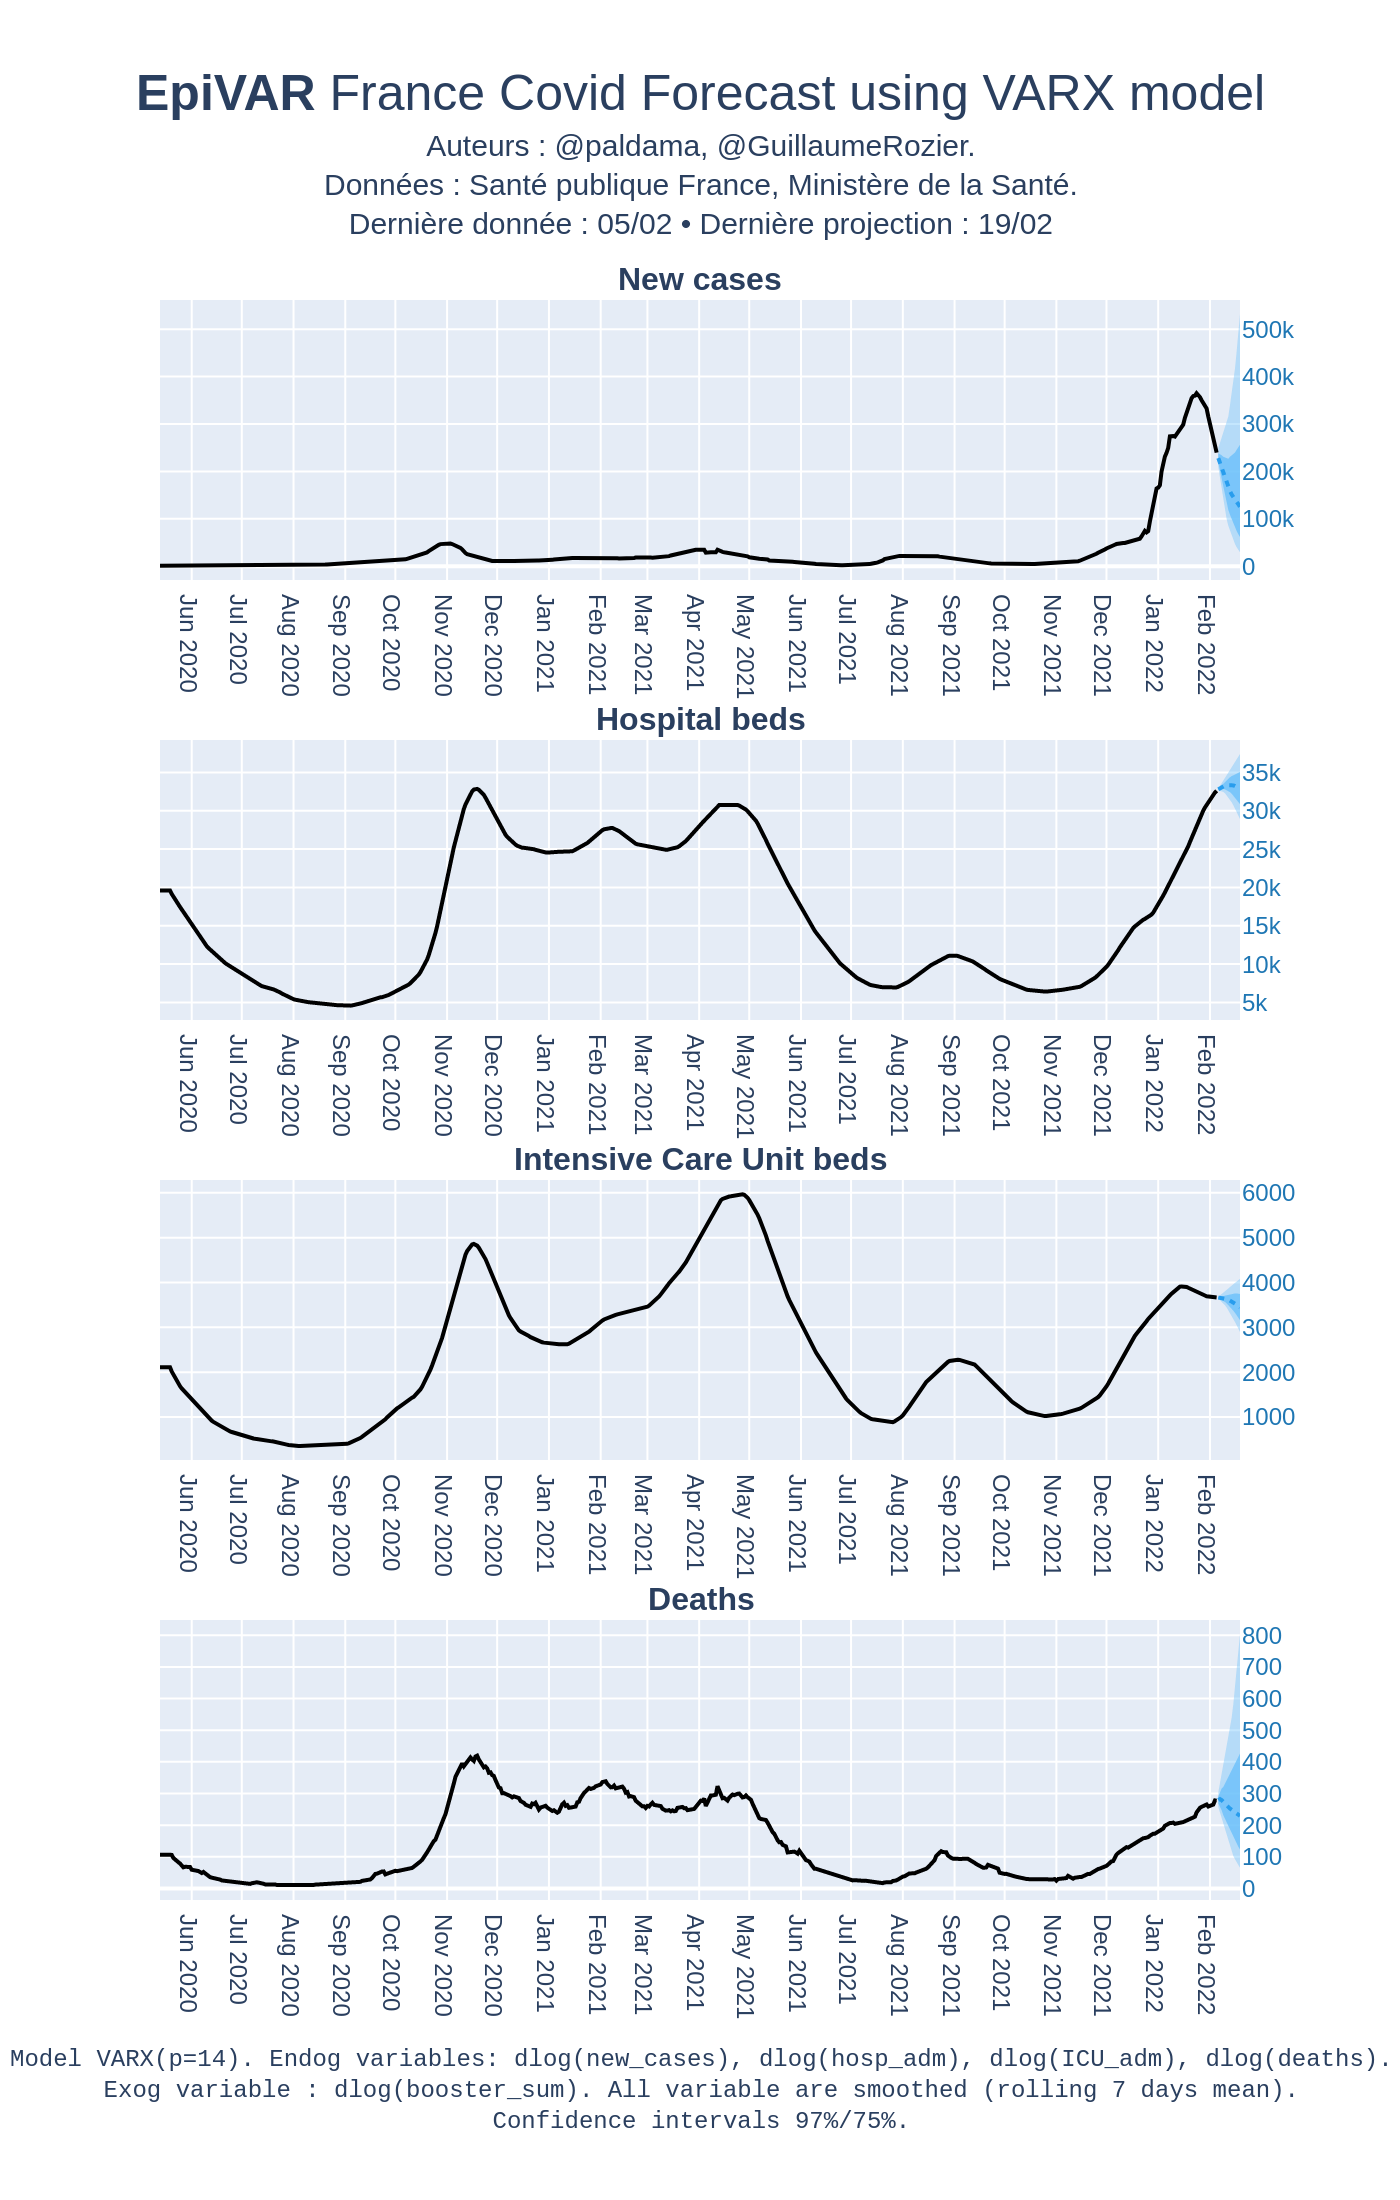 EpiVAR France Covid Forecast using VARX model
Auteurs : @paldama, @GuillaumeRozier.
Données : Santé publique France, Ministère de la Santé.
Dernière donnée : 05/02 • Dernière projection : 19/02
New cases
500k
400k
300k
200k
100k
0
Jun 2020
Jul 2020
Aug 2020
Sep 2020
Oct 2020
Nov 2020
Dec 2020
Jan 2021
Feb 2021
Mar 2021
Apr 2021
May 2021
Jun 2021
Jul 2021
Aug 2021
Sep 2021
Oct 2021
Nov 2021
Dec 2021
Jan 2022
Feb 2022
Hospital beds
35k
30k
25k
20k
15k
10k
5k
Jun 2020
Jul 2020
Aug 2020
Sep 2020
Oct 2020
Nov 2020
Dec 2020
Jan 2021
Feb 2021
Mar 2021
Apr 2021
May 2021
Jun 2021
Jul 2021
Aug 2021
Sep 2021
Oct 2021
Nov 2021
Dec 2021
Jan 2022
Feb 2022
Intensive Care Unit beds
6000
5000
4000
3000
2000
1000
Jun 2020
Jul 2020
Aug 2020
Sep 2020
Oct 2020
Nov 2020
Dec 2020
Jan 2021
Feb 2021
Mar 2021
Apr 2021
May 2021
Jun 2021
Jul 2021
Aug 2021
Sep 2021
Oct 2021
Nov 2021
Dec 2021
Jan 2022
Feb 2022
Deaths
800
700
600
500
400
300
200
100
0
Jun 2020
Jul 2020
Aug 2020
Sep 2020
Oct 2020
Nov 2020
Dec 2020
Jan 2021
Feb 2021
Mar 2021
Apr 2021
May 2021
Jun 2021
Jul 2021
Aug 2021
Sep 2021
Oct 2021
Nov 2021
Dec 2021
Jan 2022
Feb 2022
Model VARX(p=14). Endog variables: dlog(new_cases), dlog(hosp_adm), dlog(ICU_adm), dlog(deaths).
Exog variable : dlog(booster_sum). All variable are smoothed (rolling 7 days mean).
Confidence intervals 97%/75%.